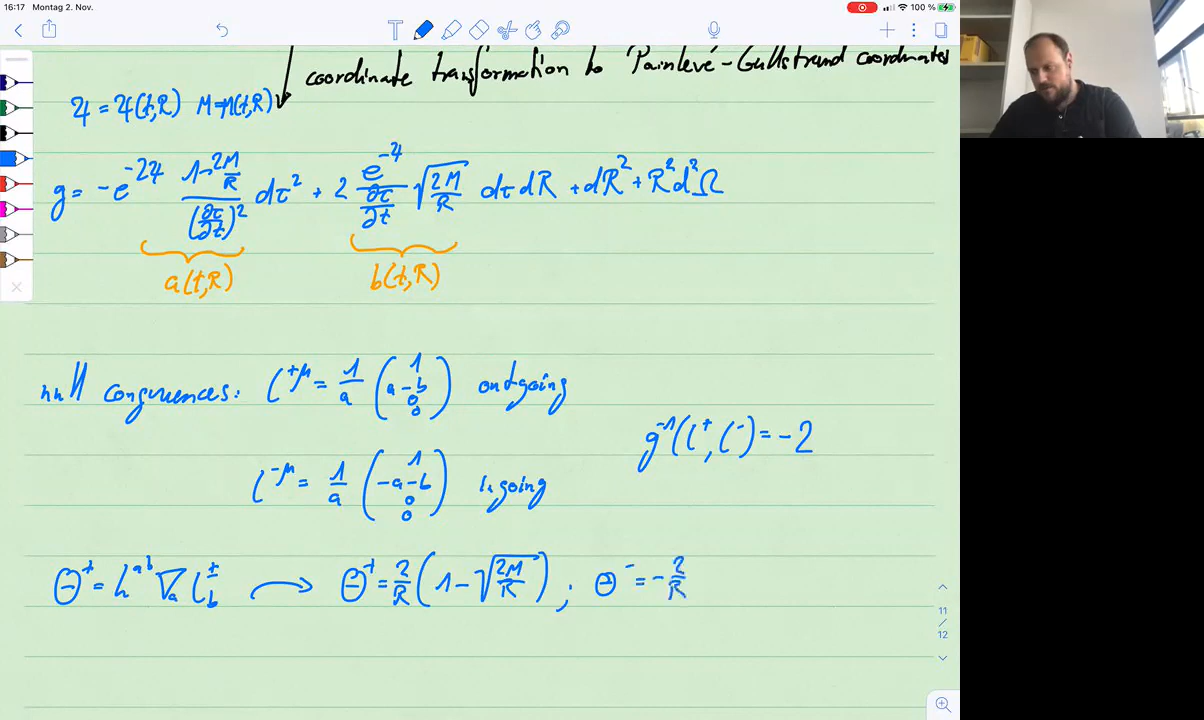 16:17 Montag 2. Nov. 100 %
coordinate transformation to Painlevé-Gullstrand coordinates
Ψ = Ψ(t,R) M=M(t,R)
g = -e^{-2Ψ} (1-2M/R)/(∂τ/∂t)^2 dτ² + 2 e^{-Ψ}/(∂τ/∂t) √(2M/R) dτ dR + dR² + R² d²Ω
a(t,R) b(t,R)
null congruences: l^{+μ} = 1/a (1, a-b, 0, 0) outgoing
g^{-1}(l^+, l^-) = -2
l^{-μ} = 1/a (1, -a-b, 0, 0) ingoing
Θ^+ = h^{ab} ∇_a l_b^± → Θ^+ = 2/R (1 - √(2M/R)); Θ^- = -2/R
11
/
12